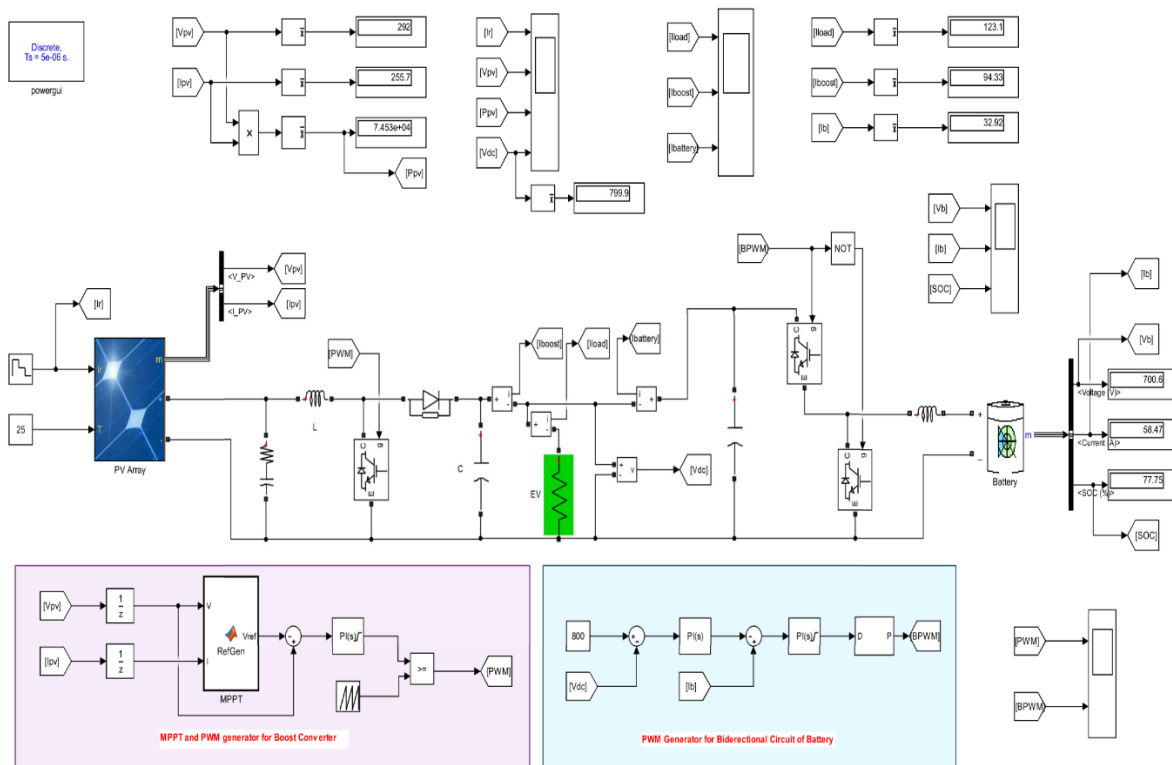 Discrete,
Ts = 5e-06 s.
powergui
[Vpv]
x
292
[Ipv]
x
255.7
×
x
7.453e+04
[Ppv]
[Ir]
[Vpv]
[Ppv]
[Vdc]
x
799.9
[Iload]
[Iboost]
[Ibattery]
[Iload]
x
123.1
[Iboost]
x
94.33
[Ib]
x
32.92
[Vb]
[Ib]
[SOC]
[BPWM]
NOT
<V_PV>
[Vpv]
<I_PV>
[Ipv]
[Ir]
25
Ir
T
m
+
-
PV Array
L
[PWM]
g
C
E
C
[Iboost]
[Iload]
[Ibattery]
+
i
-
+
i
-
i
+
-
EV
+
-
v
[Vdc]
g
C
E
g
C
E
+
m
–
Battery
[Ib]
[Vb]
700.6
<Voltage (V)>
58.47
<Current (A)>
77.75
<SOC (%)>
[SOC]
[Vpv]
1
z
[Ipv]
1
z
V
I
RefGen
Vref
MPPT
PI(s)
>=
[PWM]
MPPT and PWM generator for Boost Converter
800
[Vdc]
PI(s)
[Ib]
PI(s)
D
P
[BPWM]
PWM Generator for Biderectional Circuit of Battery
[PWM]
[BPWM]